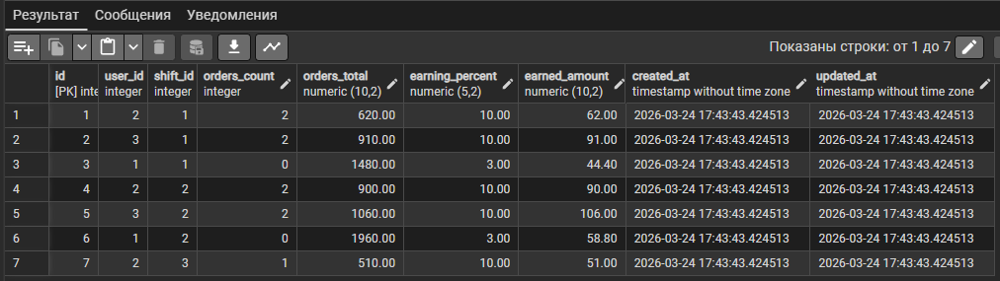 Результат Сообщения Уведомления
Показаны строки: от 1 до 7
id user_id shift_id orders_count orders_total earning_percent earned_amount created_at updated_at
[PK] inte integer integer integer numeric (10,2) numeric (5,2) numeric (10,2) timestamp without time zone timestamp without time zone
1 1 2 1 2 620.00 10.00 62.00 2026-03-24 17:43:43.424513 2026-03-24 17:43:43.424513
2 2 3 1 2 910.00 10.00 91.00 2026-03-24 17:43:43.424513 2026-03-24 17:43:43.424513
3 3 1 1 0 1480.00 3.00 44.40 2026-03-24 17:43:43.424513 2026-03-24 17:43:43.424513
4 4 2 2 2 900.00 10.00 90.00 2026-03-24 17:43:43.424513 2026-03-24 17:43:43.424513
5 5 3 2 2 1060.00 10.00 106.00 2026-03-24 17:43:43.424513 2026-03-24 17:43:43.424513
6 6 1 2 0 1960.00 3.00 58.80 2026-03-24 17:43:43.424513 2026-03-24 17:43:43.424513
7 7 2 3 1 510.00 10.00 51.00 2026-03-24 17:43:43.424513 2026-03-24 17:43:43.424513